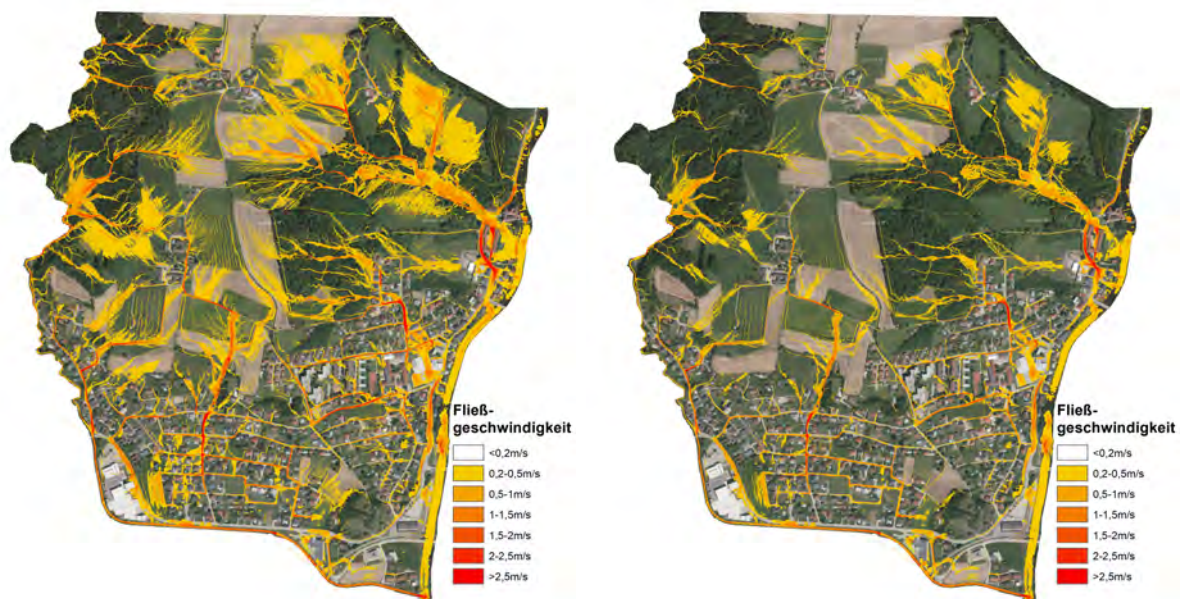 Fließ-
geschwindigkeit
<0,2m/s
0,2-0,5m/s
0,5-1m/s
1-1,5m/s
1,5-2m/s
2-2,5m/s
>2,5m/s
Fließ-
geschwindigkeit
<0,2m/s
0,2-0,5m/s
0,5-1m/s
1-1,5m/s
1,5-2m/s
2-2,5m/s
>2,5m/s